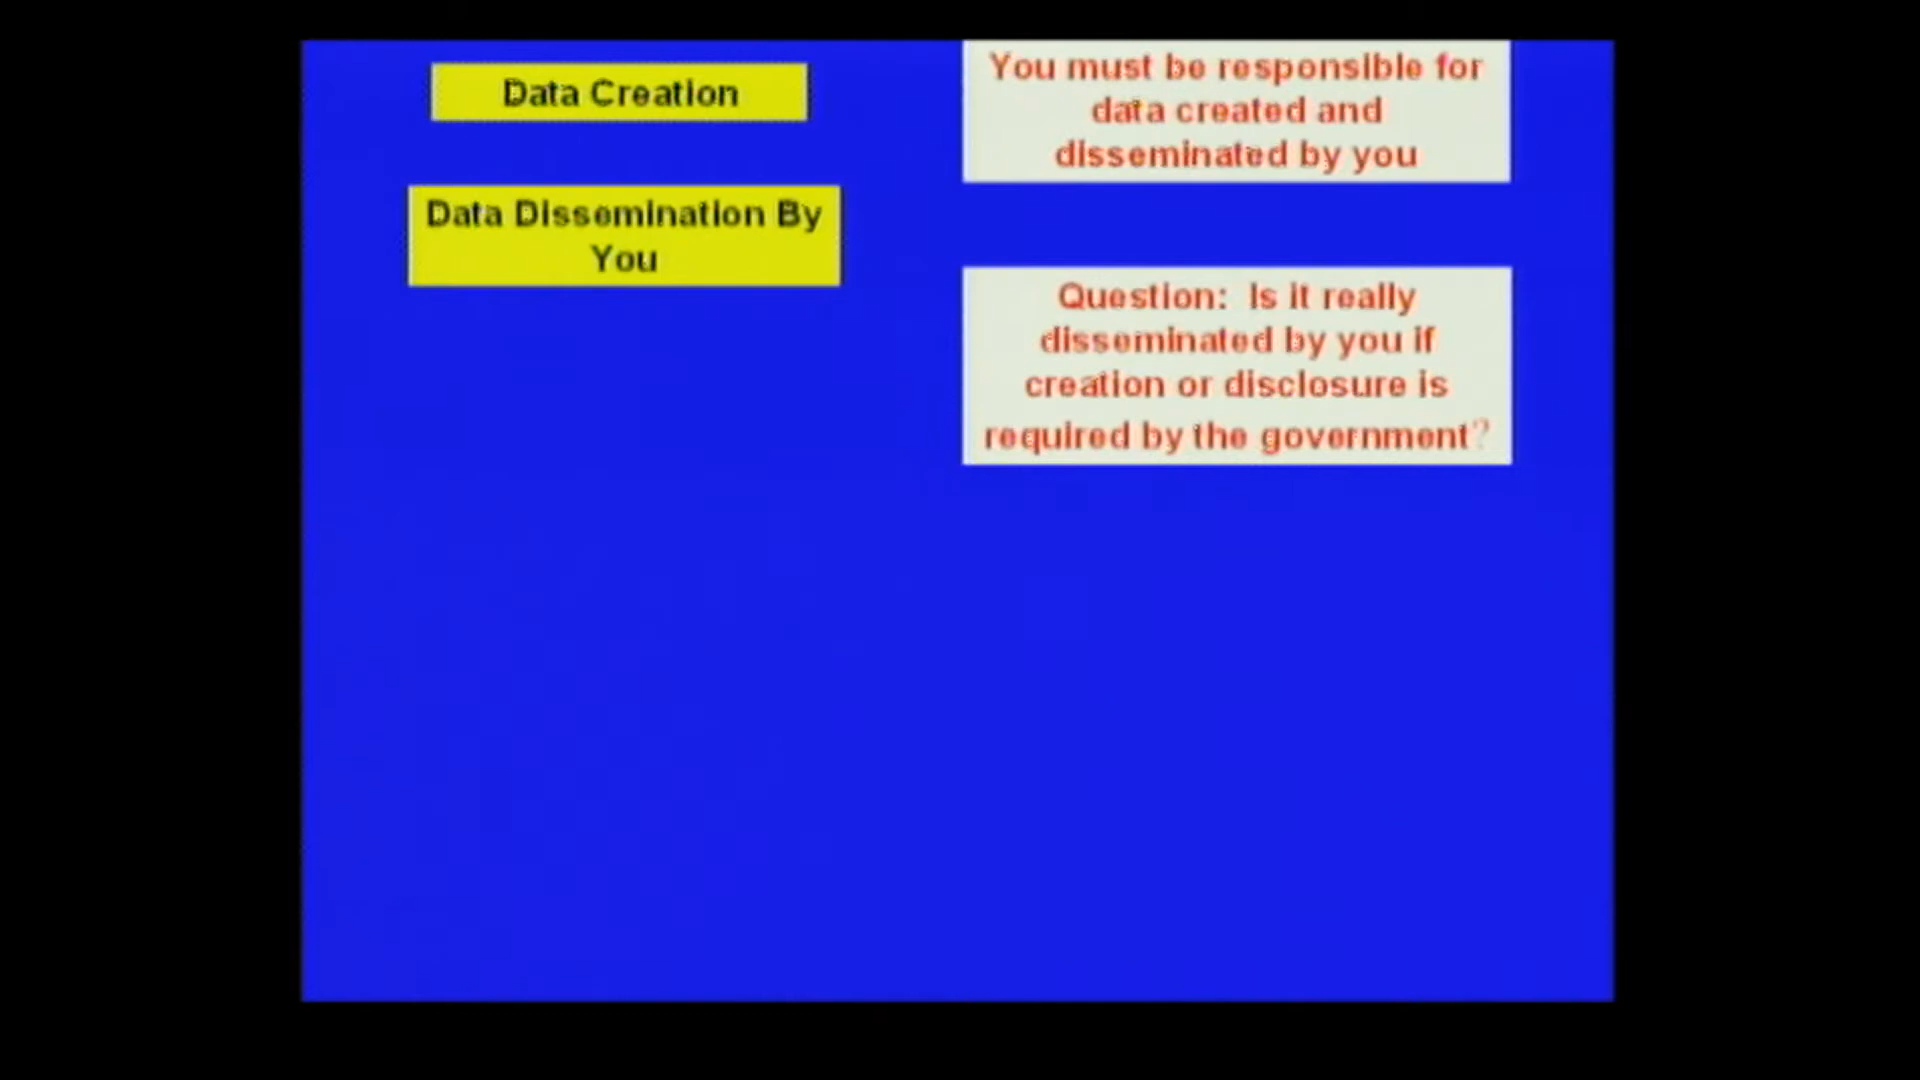 Data Creation
Data Dissemination By
You
You must be responsible for
data created and
disseminated by you
Question: Is it really
disseminated by you if
creation or disclosure is
required by the government?